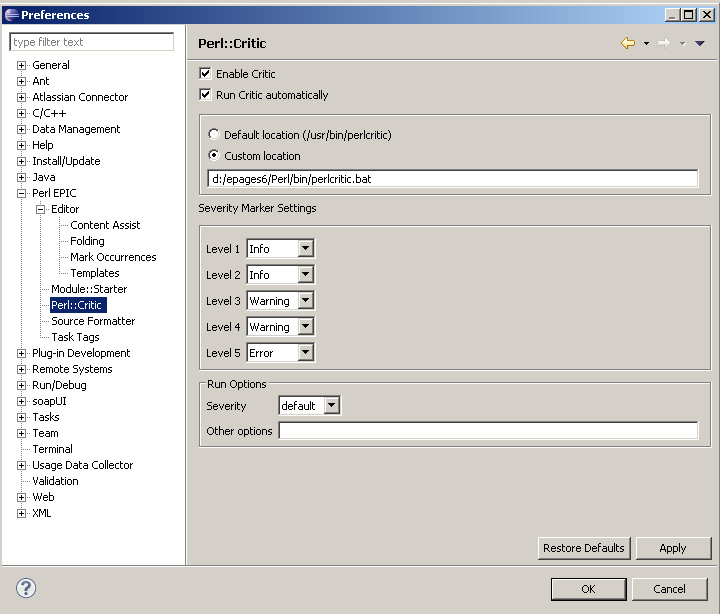 Preferences
type filter text
General
Ant
Atlassian Connector
C/C++
Data Management
Help
Install/Update
Java
Perl EPIC
Editor
Content Assist
Folding
Mark Occurrences
Templates
Module::Starter
Perl::Critic
Source Formatter
Task Tags
Plug-in Development
Remote Systems
Run/Debug
soapUI
Tasks
Team
Terminal
Usage Data Collector
Validation
Web
XML
Perl::Critic
Enable Critic
Run Critic automatically
Default location (/usr/bin/perlcritic)
Custom location
d:/epages6/Perl/bin/perlcritic.bat
Severity Marker Settings
Level 1 Info
Level 2 Info
Level 3 Warning
Level 4 Warning
Level 5 Error
Run Options
Severity default
Other options
Restore Defaults Apply
? OK Cancel